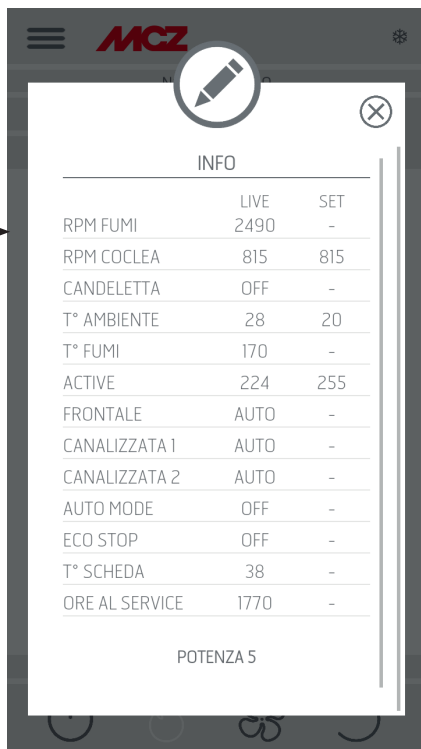 MCZ
INFO
LIVE SET
RPM FUMI 2490 -
RPM COCLEA 815 815
CANDELETTA OFF -
T° AMBIENTE 28 20
T° FUMI 170 -
ACTIVE 224 255
FRONTALE AUTO -
CANALIZZATA 1 AUTO -
CANALIZZATA 2 AUTO -
AUTO MODE OFF -
ECO STOP OFF -
T° SCHEDA 38 -
ORE AL SERVICE 1770 -
POTENZA 5